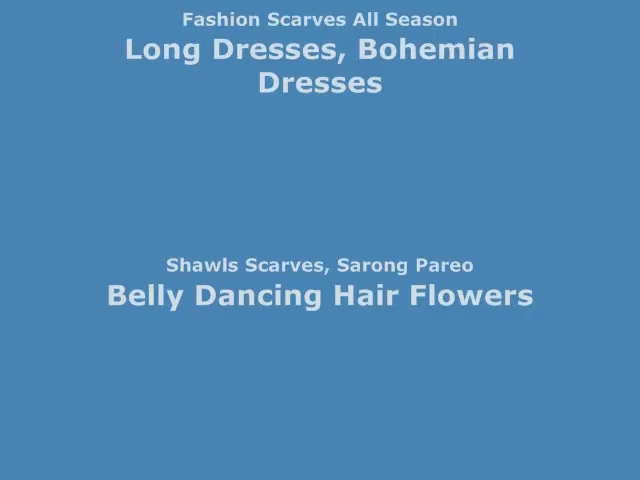 Fashion Scarves All Season
Long Dresses, Bohemian
Dresses
Shawls Scarves, Sarong Pareo
Belly Dancing Hair Flowers